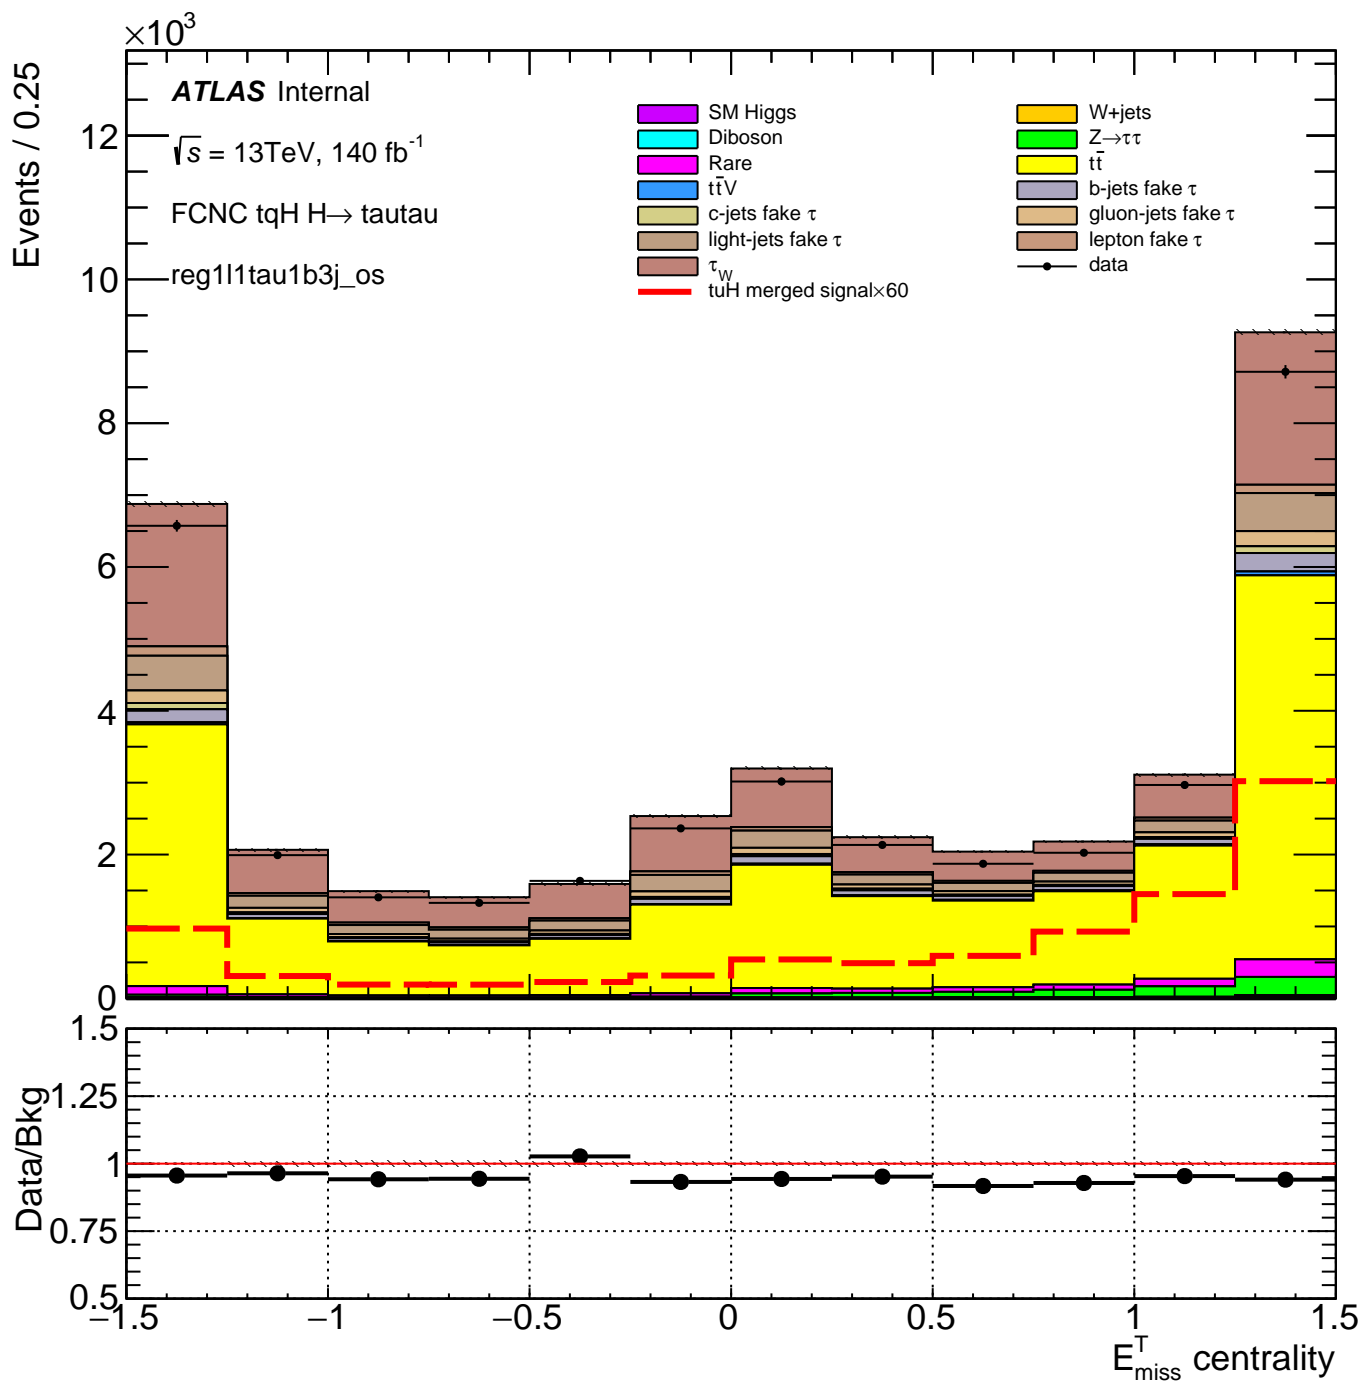 ×10³
Events / 0.25
ATLAS Internal
√s = 13TeV, 140 fb⁻¹
FCNC tqH H→ tautau
reg1l1tau1b3j_os
SM Higgs
Diboson
Rare
tt̄V
c-jets fake τ
light-jets fake τ
τ_W
tuH merged signal×60
W+jets
Z→ττ
tt̄
b-jets fake τ
gluon-jets fake τ
lepton fake τ
data
12
10
8
6
4
2
0
Data/Bkg
1.5
1.25
1
0.75
0.5
−1.5 −1 −0.5 0 0.5 1 1.5
E^T_miss centrality